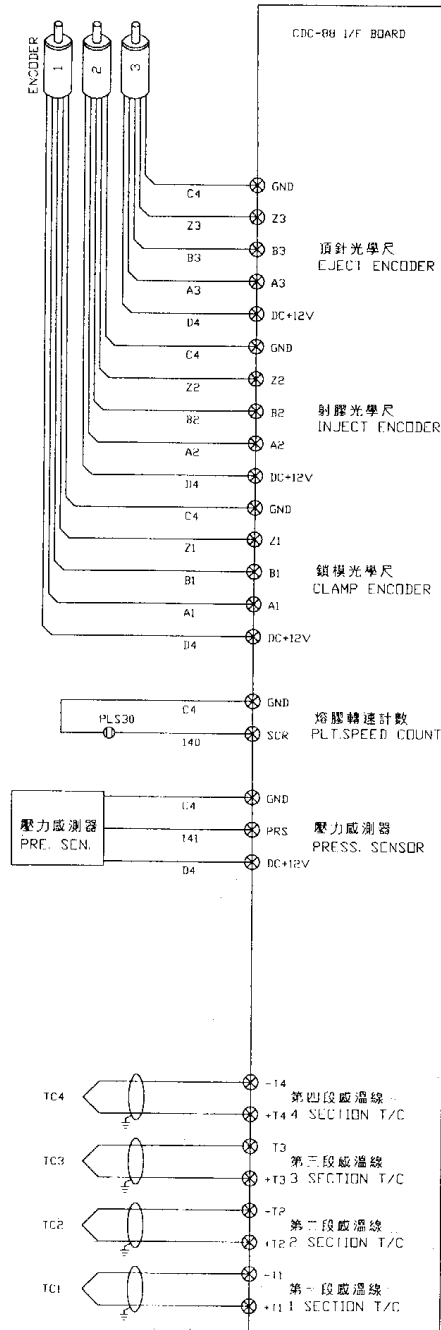 CDC-88 I/F BOARD
ENCODER
1
2
3
C4
GND
Z3
Z3
B3
B3
A3
A3
D4
DC+12V
頂針光學尺
EJECT ENCODER
C4
GND
Z2
Z2
B2
B2
A2
A2
D4
DC+12V
射膠光學尺
INJECT ENCODER
C4
GND
Z1
Z1
B1
B1
A1
A1
D4
DC+12V
鎖模光學尺
CLAMP ENCODER
C4
GND
PLS30
140
SCR
熔膠轉速計數
PLT.SPEED COUNT
壓力感測器
PRE. SEN.
C4
GND
141
PRS
D4
DC+12V
壓力感測器
PRESS. SENSOR
TC4
-T4
第四段感溫線
+T4 4 SECTION T/C
TC3
T3
第三段感溫線
+T3 3 SECTION T/C
TC2
-T2
第二段感溫線
+T2 2 SECTION T/C
TC1
-T1
第一段感溫線
+T1 1 SECTION T/C